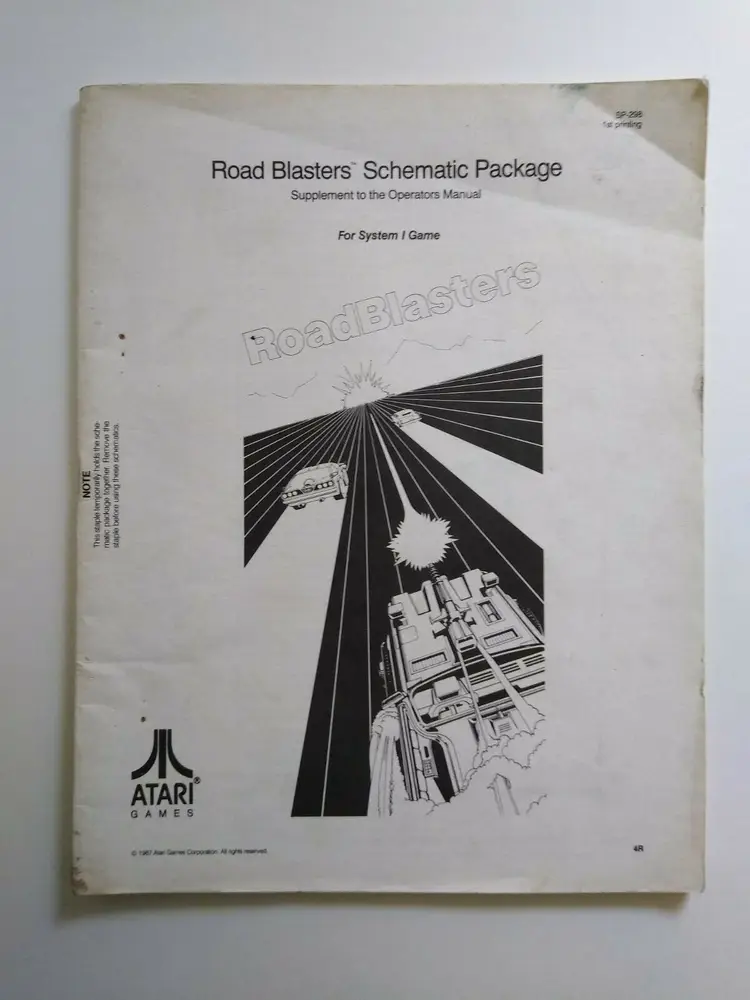 SP-298
1st printing
Road Blasters™ Schematic Package
Supplement to the Operators Manual
For System I Game
RoadBlasters
NOTE
This staple temporarily holds the sche-
matic package together. Remove the
staple before using these schematics.
ATARI®
GAMES
© 1987 Atari Games Corporation. All rights reserved.
4R